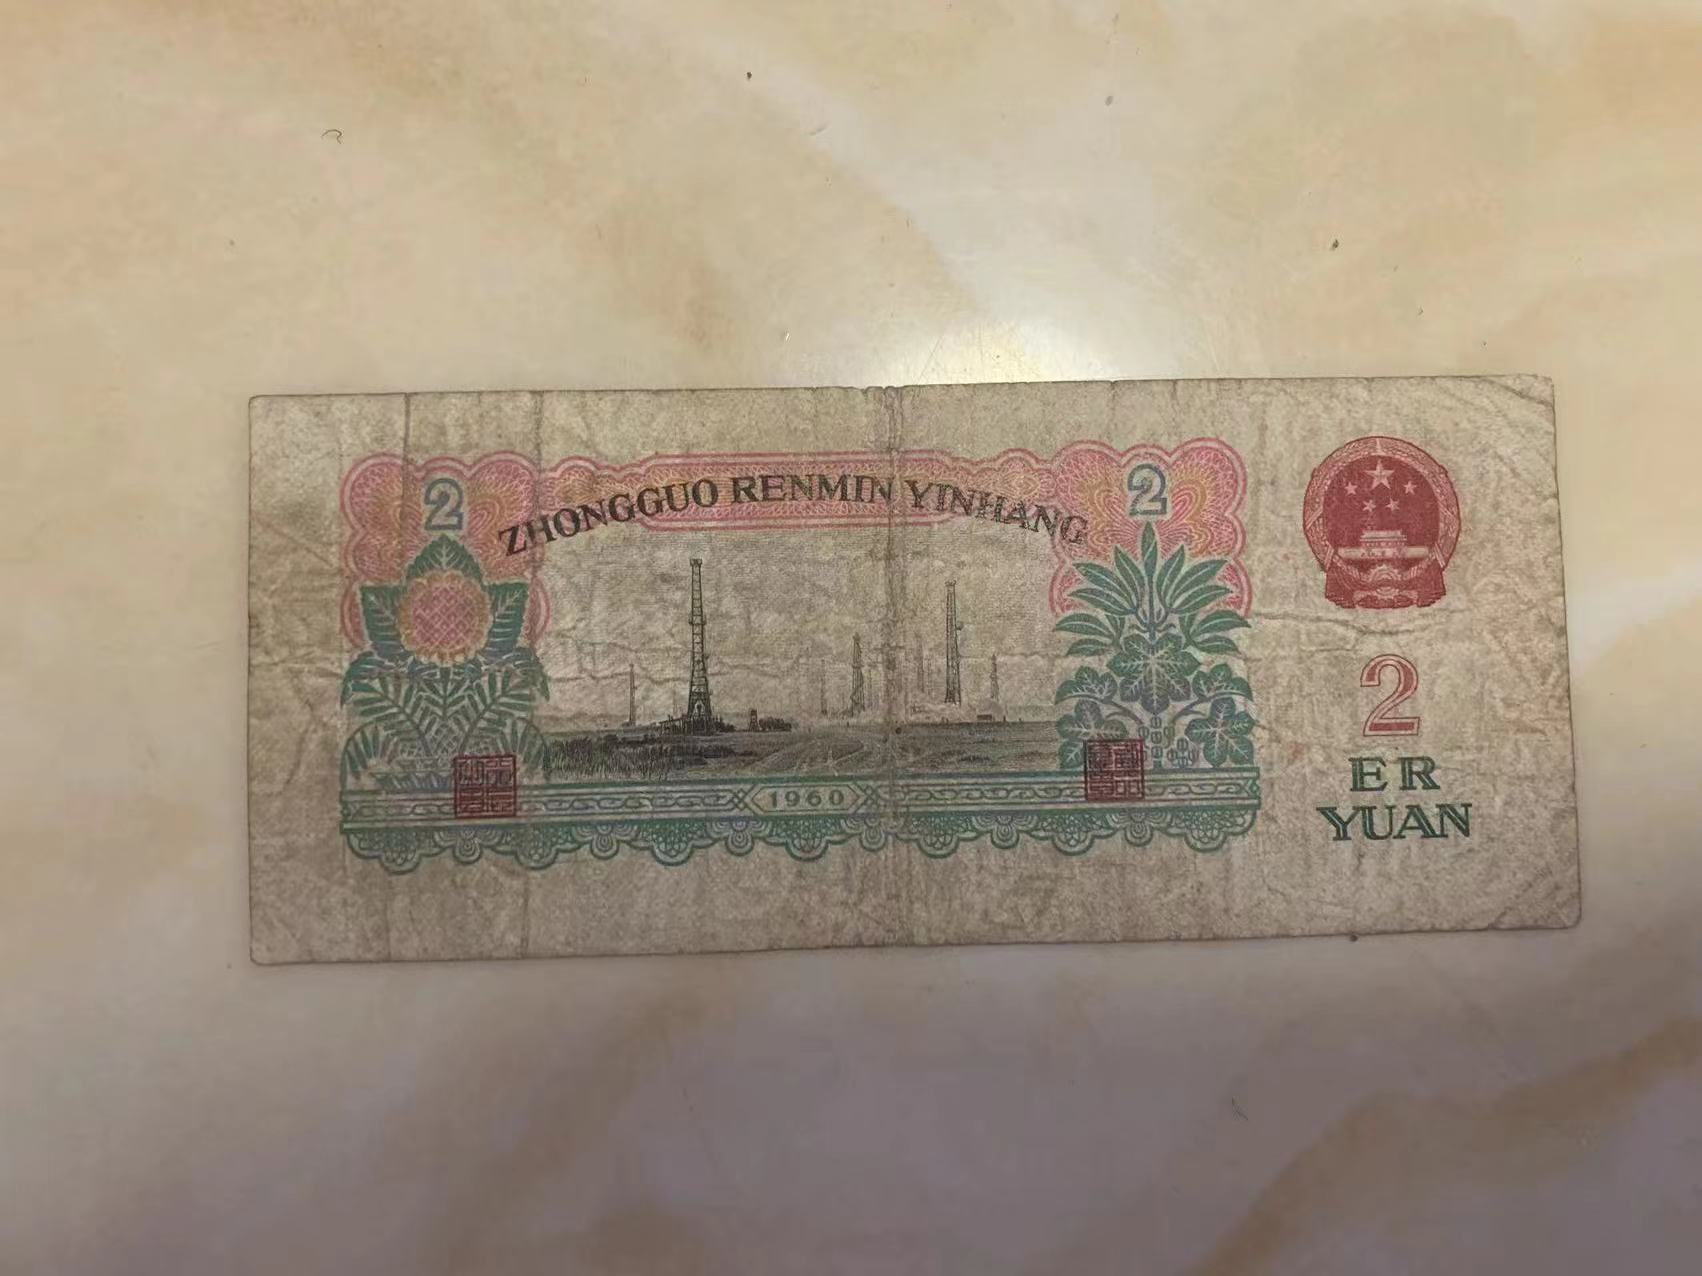 2 2
ZHONGGUO RENMIN YINHANG
2
ER
YUAN
1960